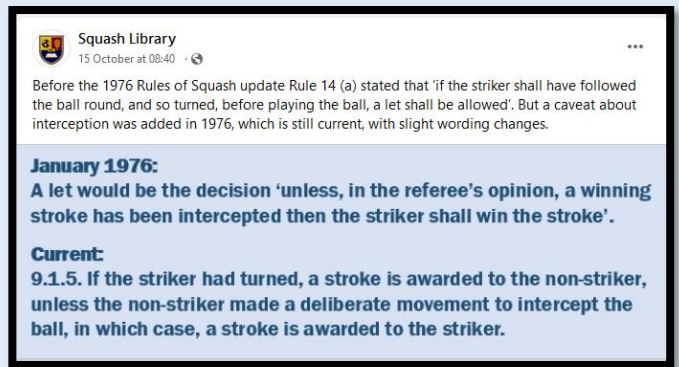 Squash Library
15 October at 08:40 ·
Before the 1976 Rules of Squash update Rule 14 (a) stated that ‘if the striker shall have followed
the ball round, and so turned, before playing the ball, a let shall be allowed’. But a caveat about
interception was added in 1976, which is still current, with slight wording changes.
January 1976:
A let would be the decision ‘unless, in the referee’s opinion, a winning
stroke has been intercepted then the striker shall win the stroke’.
Current:
9.1.5. If the striker had turned, a stroke is awarded to the non-striker,
unless the non-striker made a deliberate movement to intercept the
ball, in which case, a stroke is awarded to the striker.